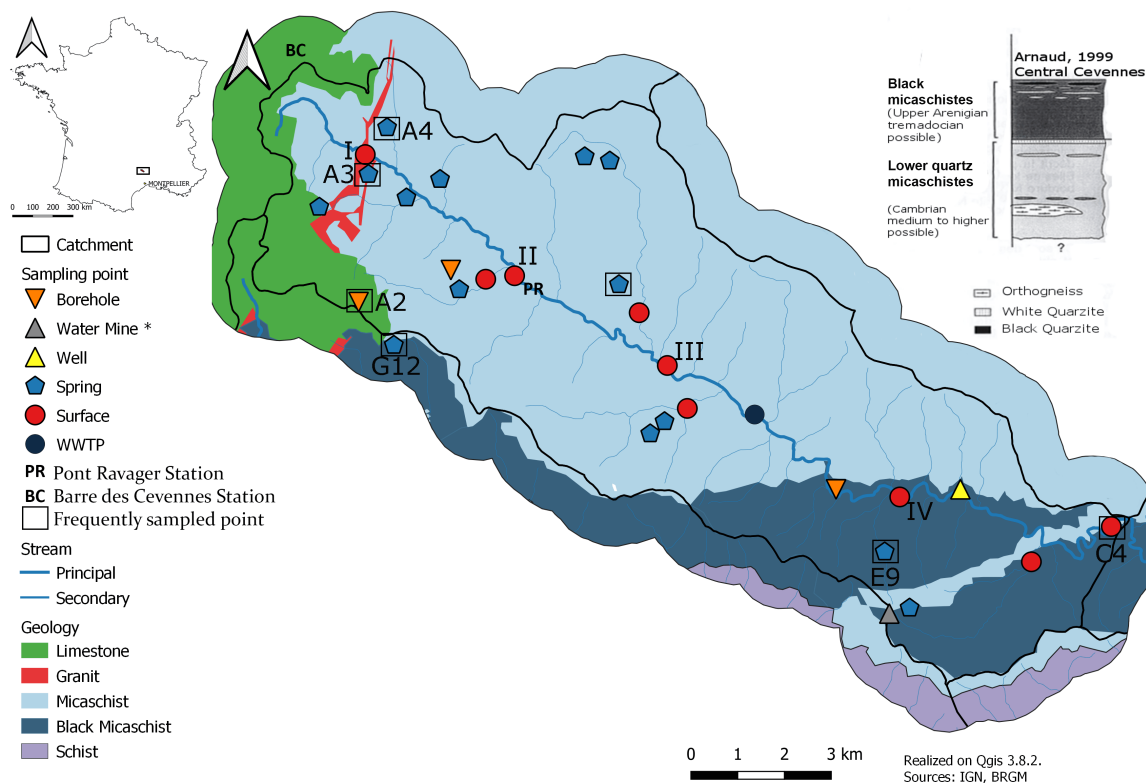 MONTPELLIER
0 100 200 300 km
Catchment
Sampling point
Borehole
Water Mine *
Well
Spring
Surface
WWTP
PR Pont Ravager Station
BC Barre des Cevennes Station
Frequently sampled point
Stream
Principal
Secondary
Geology
Limestone
Granit
Micaschist
Black Micaschist
Schist
BC
A4
I
A3
II
PR
A2
G12
III
IV
E9
C4
Arnaud, 1999
Central Cevennes
Black
micaschistes
(Upper Arenigian
tremadocian
possible)
Lower quartz
micaschistes
(Cambrian
medium to higher
possible)
?
Orthogneiss
White Quarzite
Black Quarzite
0 1 2 3 km
Realized on Qgis 3.8.2.
Sources: IGN, BRGM